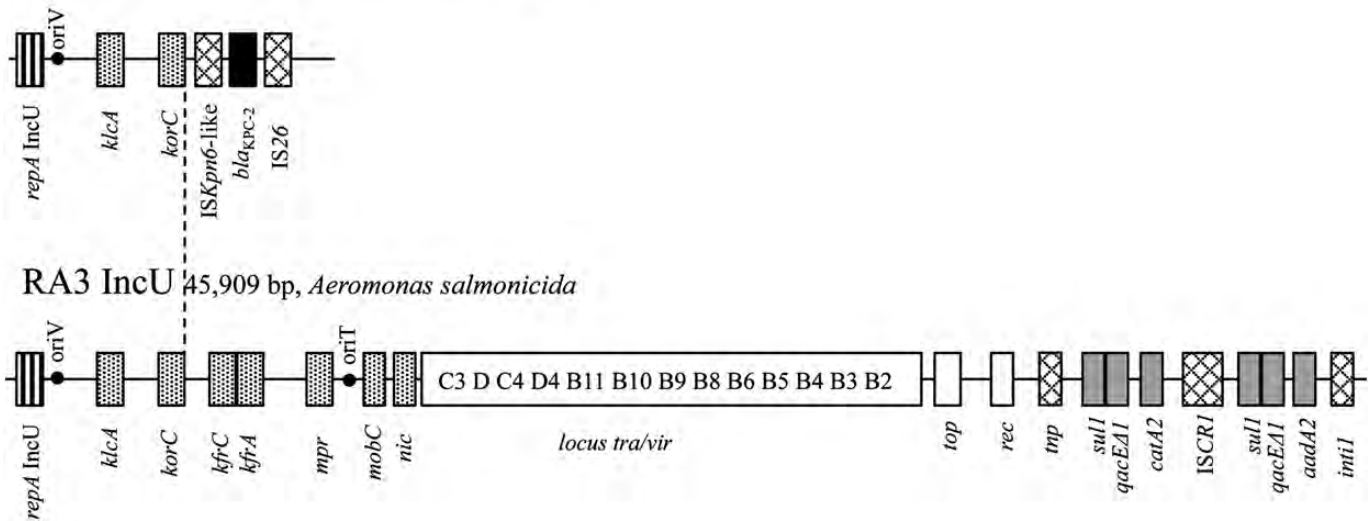 oriV
repA IncU
klcA
korC
ISKpn6-like
blaKPC-2
IS26
RA3 IncU 45,909 bp, Aeromonas salmonicida
oriV
oriT
C3 D C4 D4 B11 B10 B9 B8 B6 B5 B4 B3 B2
repA IncU
klcA
korC
kfrC
kfrA
mpr
mobC
nic
locus tra/vir
top
rec
tnp
sul1
qacEΔ1
catA2
ISCR1
sul1
qacEΔ1
aadA2
inti1